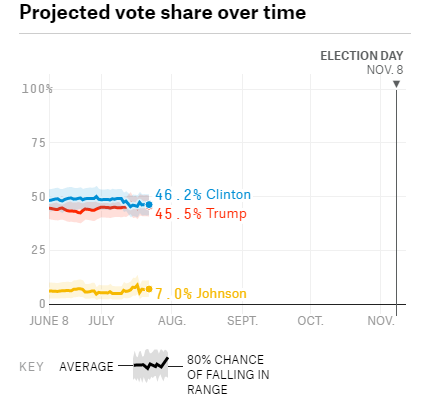 Projected vote share over time
ELECTION DAY
NOV. 8
100%
75
50
46.2% Clinton
45.5% Trump
25
7.0% Johnson
0
JUNE 8 JULY AUG. SEPT. OCT. NOV.
KEY AVERAGE 80% CHANCE
OF FALLING IN
RANGE